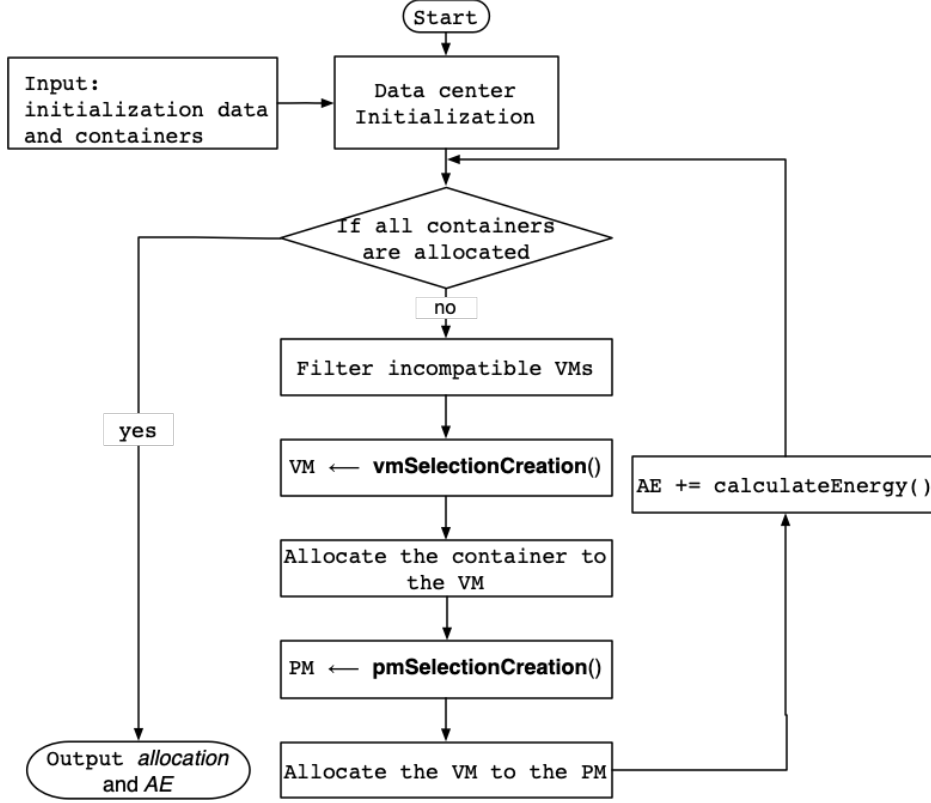 Start
Input:
initialization data
and containers
Data center
Initialization
If all containers
are allocated
no
Filter incompatible VMs
yes
VM ⟵ vmSelectionCreation()
AE += calculateEnergy()
Allocate the container to
the VM
PM ⟵ pmSelectionCreation()
Output allocation
and AE
Allocate the VM to the PM